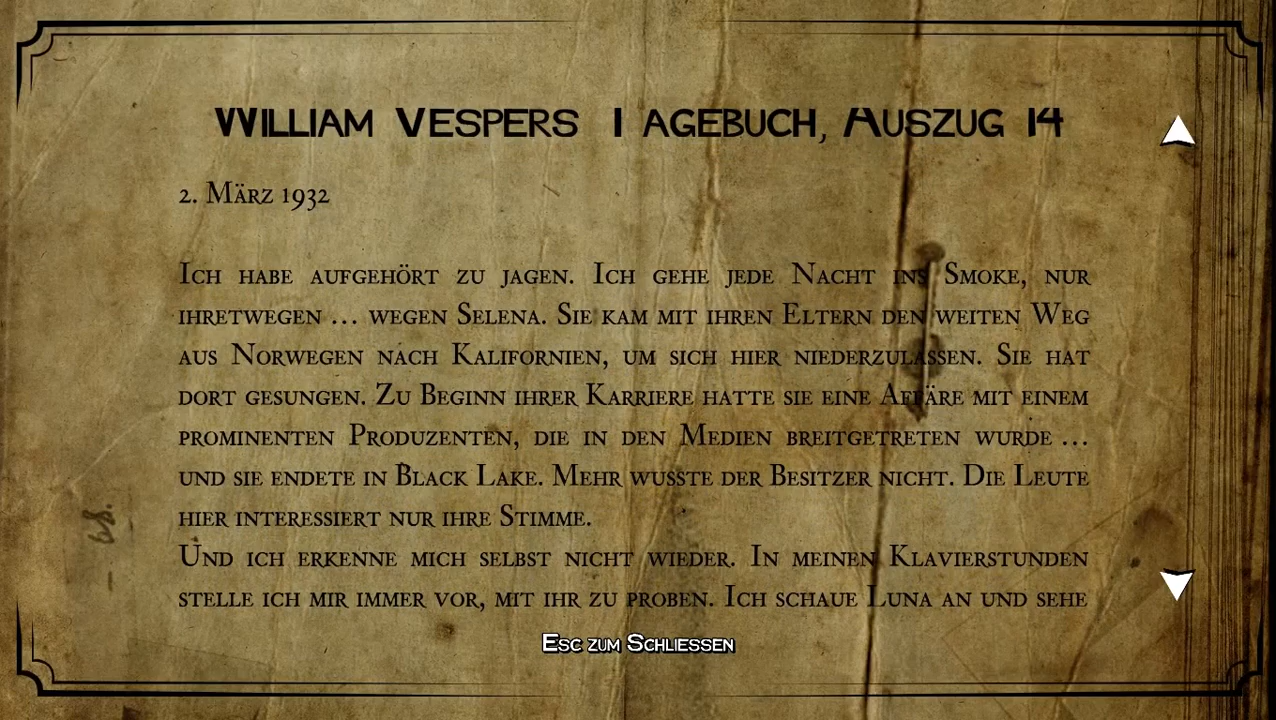 William Vespers Tagebuch, Auszug 14
2. März 1932
Ich habe aufgehört zu jagen. Ich gehe jede Nacht ins Smoke, nur
ihretwegen ... wegen Selena. Sie kam mit ihren Eltern den weiten Weg
aus Norwegen nach Kalifornien, um sich hier niederzulassen. Sie hat
dort gesungen. Zu Beginn ihrer Karriere hatte sie eine Affäre mit einem
prominenten Produzenten, die in den Medien breitgetreten wurde ...
und sie endete in Black Lake. Mehr wusste der Besitzer nicht. Die Leute
hier interessiert nur ihre Stimme.
Und ich erkenne mich selbst nicht wieder. In meinen Klavierstunden
stelle ich mir immer vor, mit ihr zu proben. Ich schaue Luna an und sehe
Esc zum Schliessen